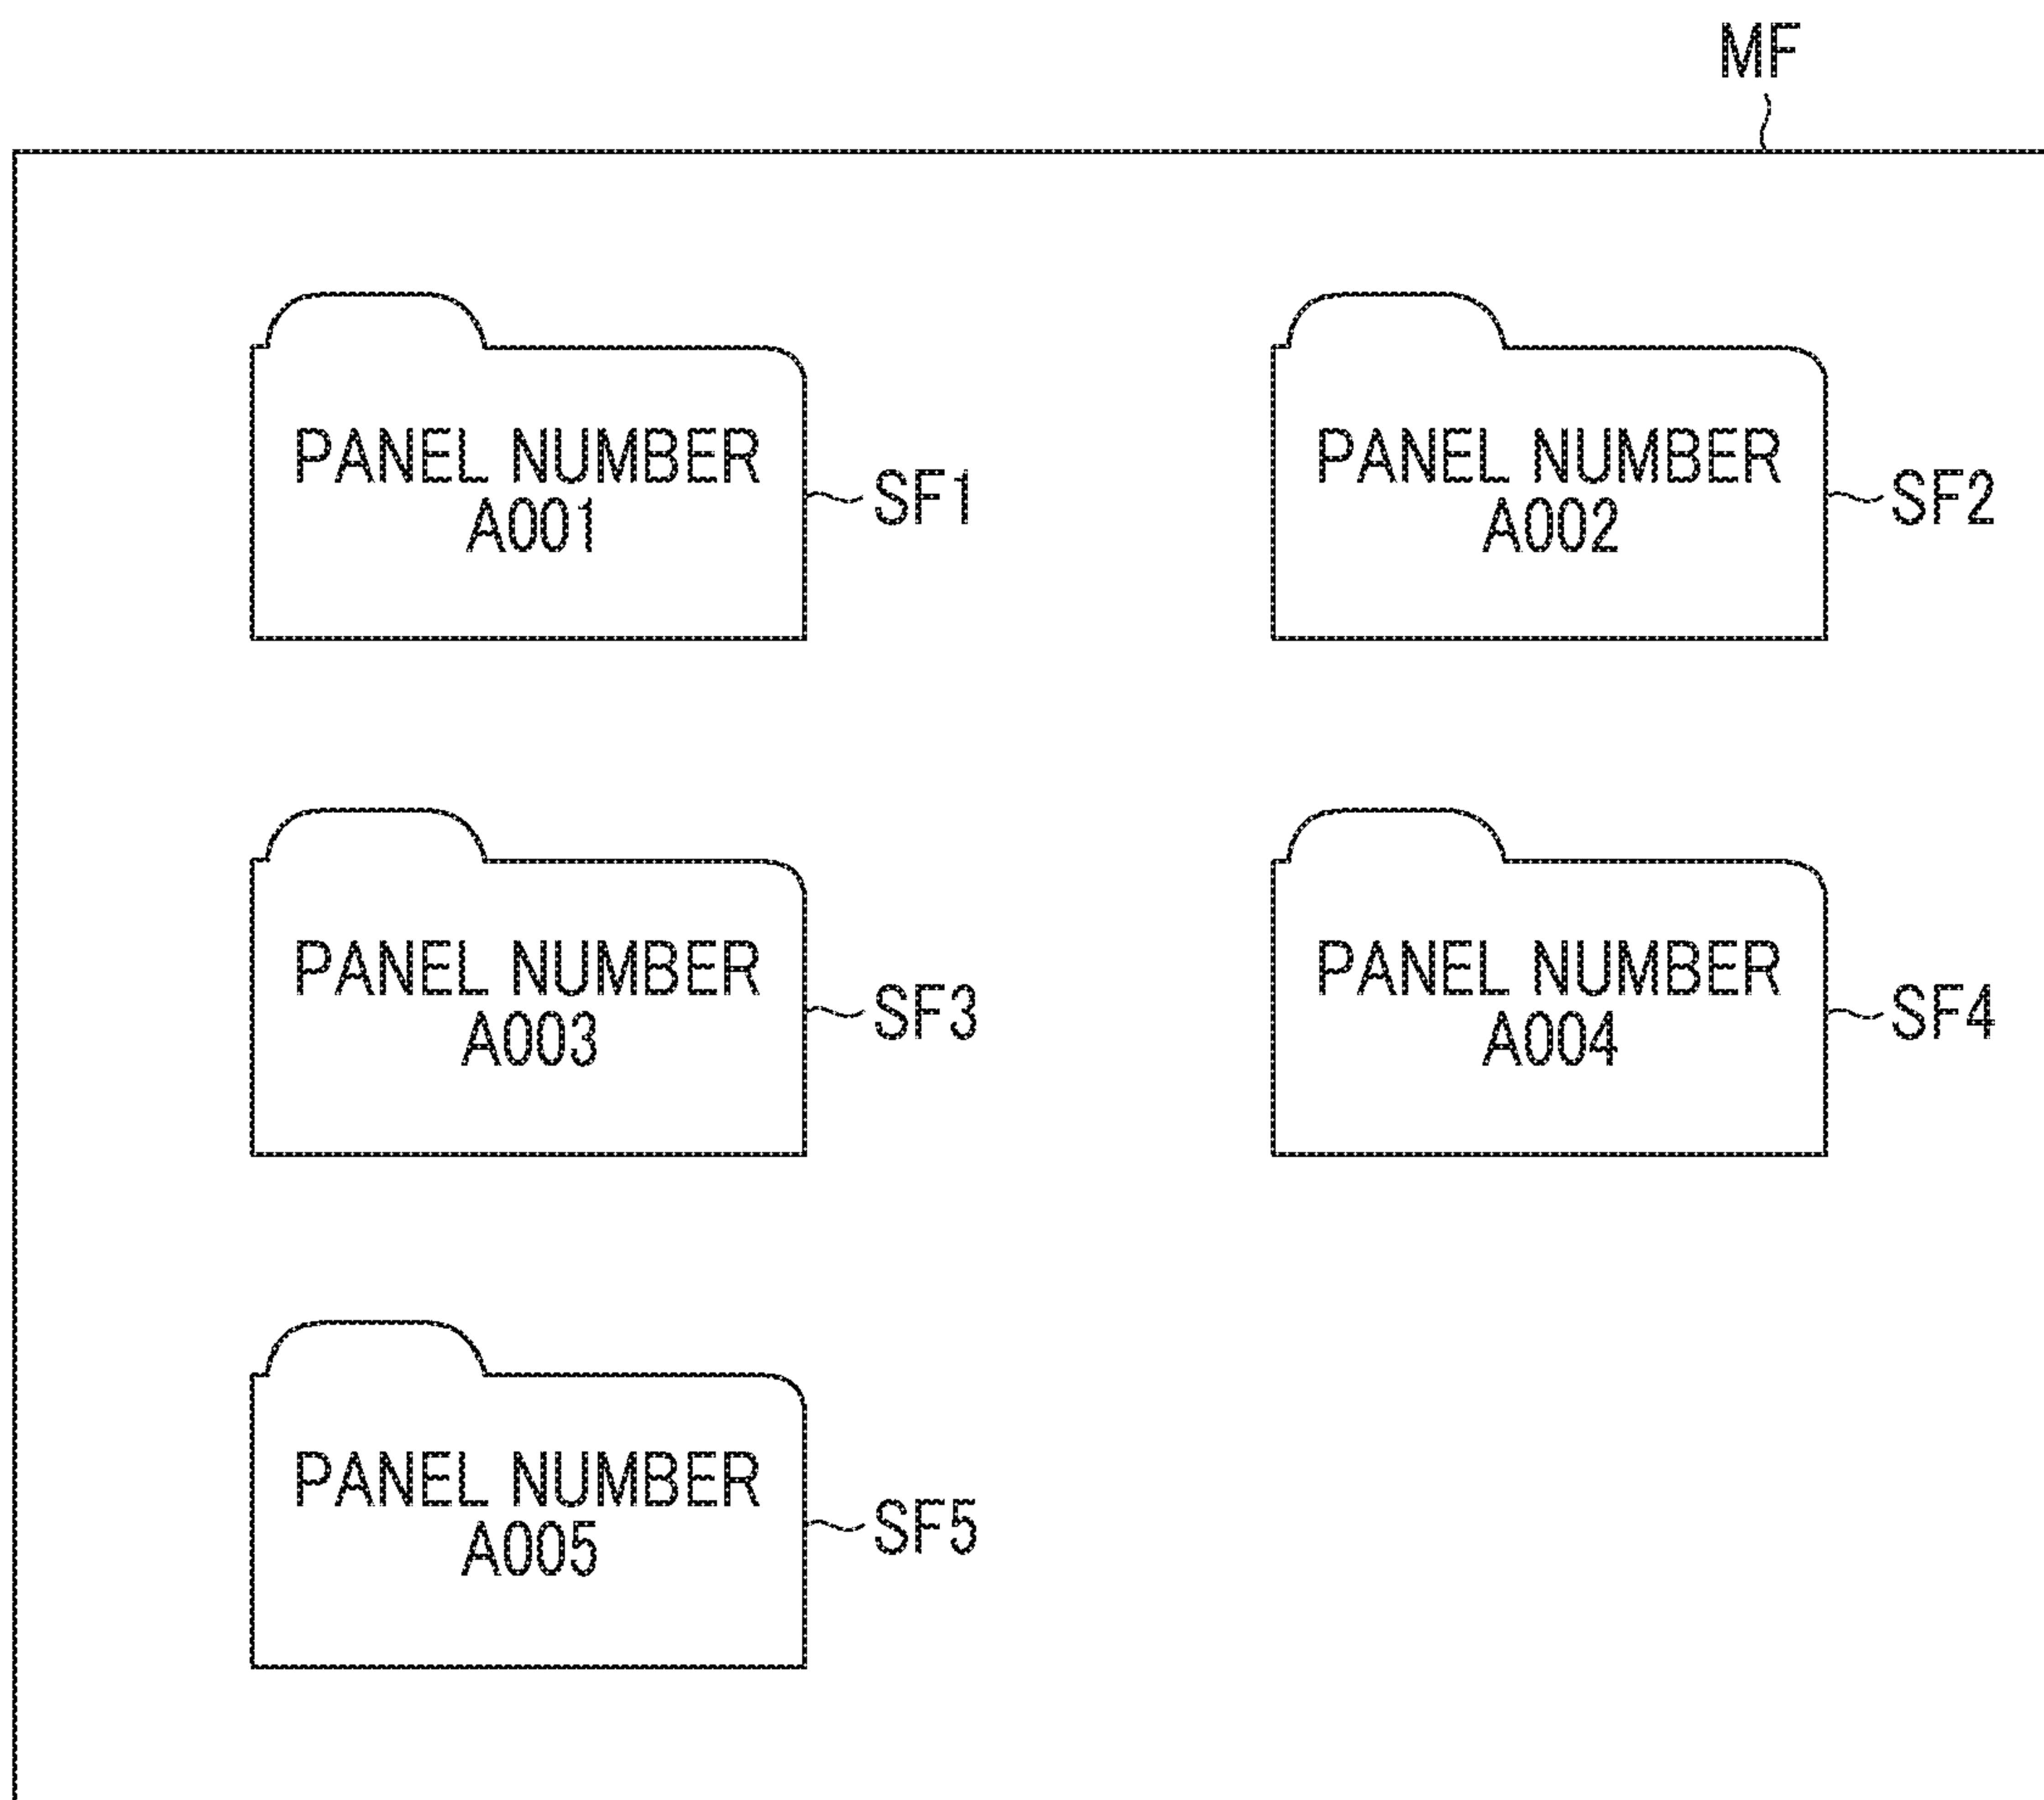 MF
PANEL NUMBER
A001
SF1
PANEL NUMBER
A002
SF2
PANEL NUMBER
A003
SF3
PANEL NUMBER
A004
SF4
PANEL NUMBER
A005
SF5